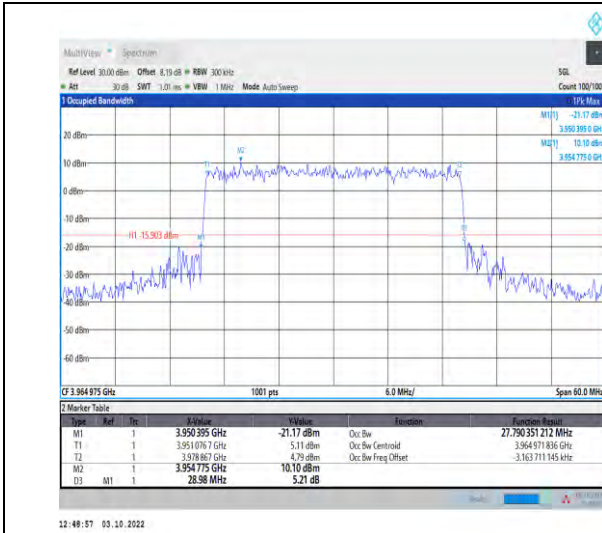 MultiView Spectrum
Ref Level 30.00 dBm Offset 8.19 dB RBW 300 kHz SGL
Att 30 dB SWT 1.01 ms VBW 1 MHz Mode Auto Sweep Count 100/100
1 Occupied Bandwidth 1Pk Max
M1[1] -21.17 dBm
3.950 395 0 GHz
M2[1] 10.10 dBm
3.954 775 0 GHz
20 dBm
10 dBm
0 dBm
-10 dBm
H1 -15.903 dBm
-20 dBm
-30 dBm
-40 dBm
-50 dBm
-60 dBm
T1
M2
T2
M1
D3
CF 3.964 975 GHz 1001 pts 6.0 MHz/ Span 60.0 MHz
2 Marker Table
Type Ref Trc X-Value Y-Value Function Function Result
M1 1 3.950 395 GHz -21.17 dBm Occ Bw 27.790 351 212 MHz
T1 1 3.951 076 7 GHz 5.11 dBm Occ Bw Centroid 3.964 971 836 GHz
T2 1 3.978 867 GHz 4.79 dBm Occ Bw Freq Offset -3.163 711 145 kHz
M2 1 3.954 775 GHz 10.10 dBm
D3 M1 1 28.98 MHz 5.21 dB
12:48:57 03.10.2022